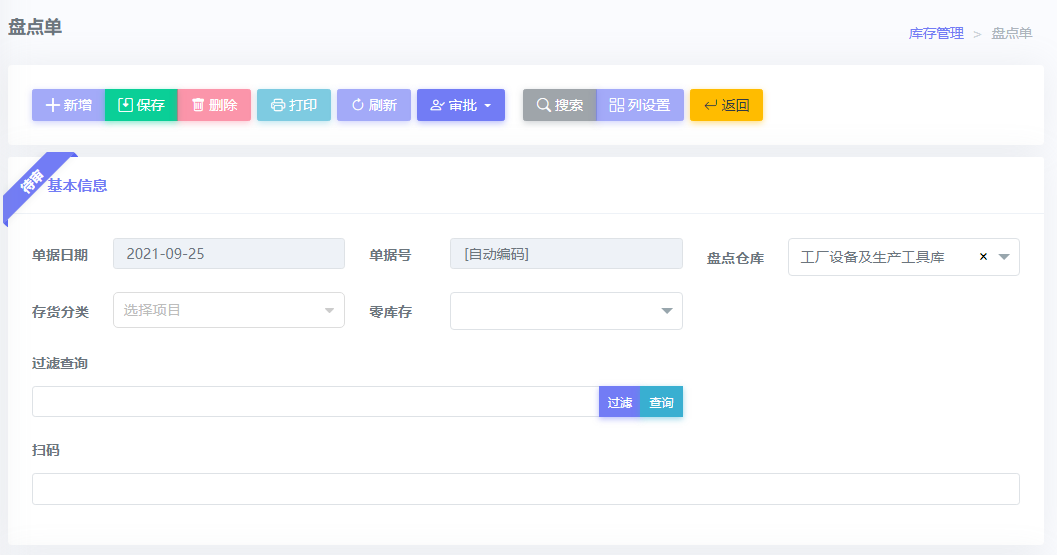 盘点单
库存管理 > 盘点单
新增 保存 删除 打印 刷新 审批 搜索 列设置 返回
待审
基本信息
单据日期 2021-09-25 单据号 [自动编码] 盘点仓库 工厂设备及生产工具库 ×
存货分类 选择项目 零库存
过滤查询
过滤 查询
扫码